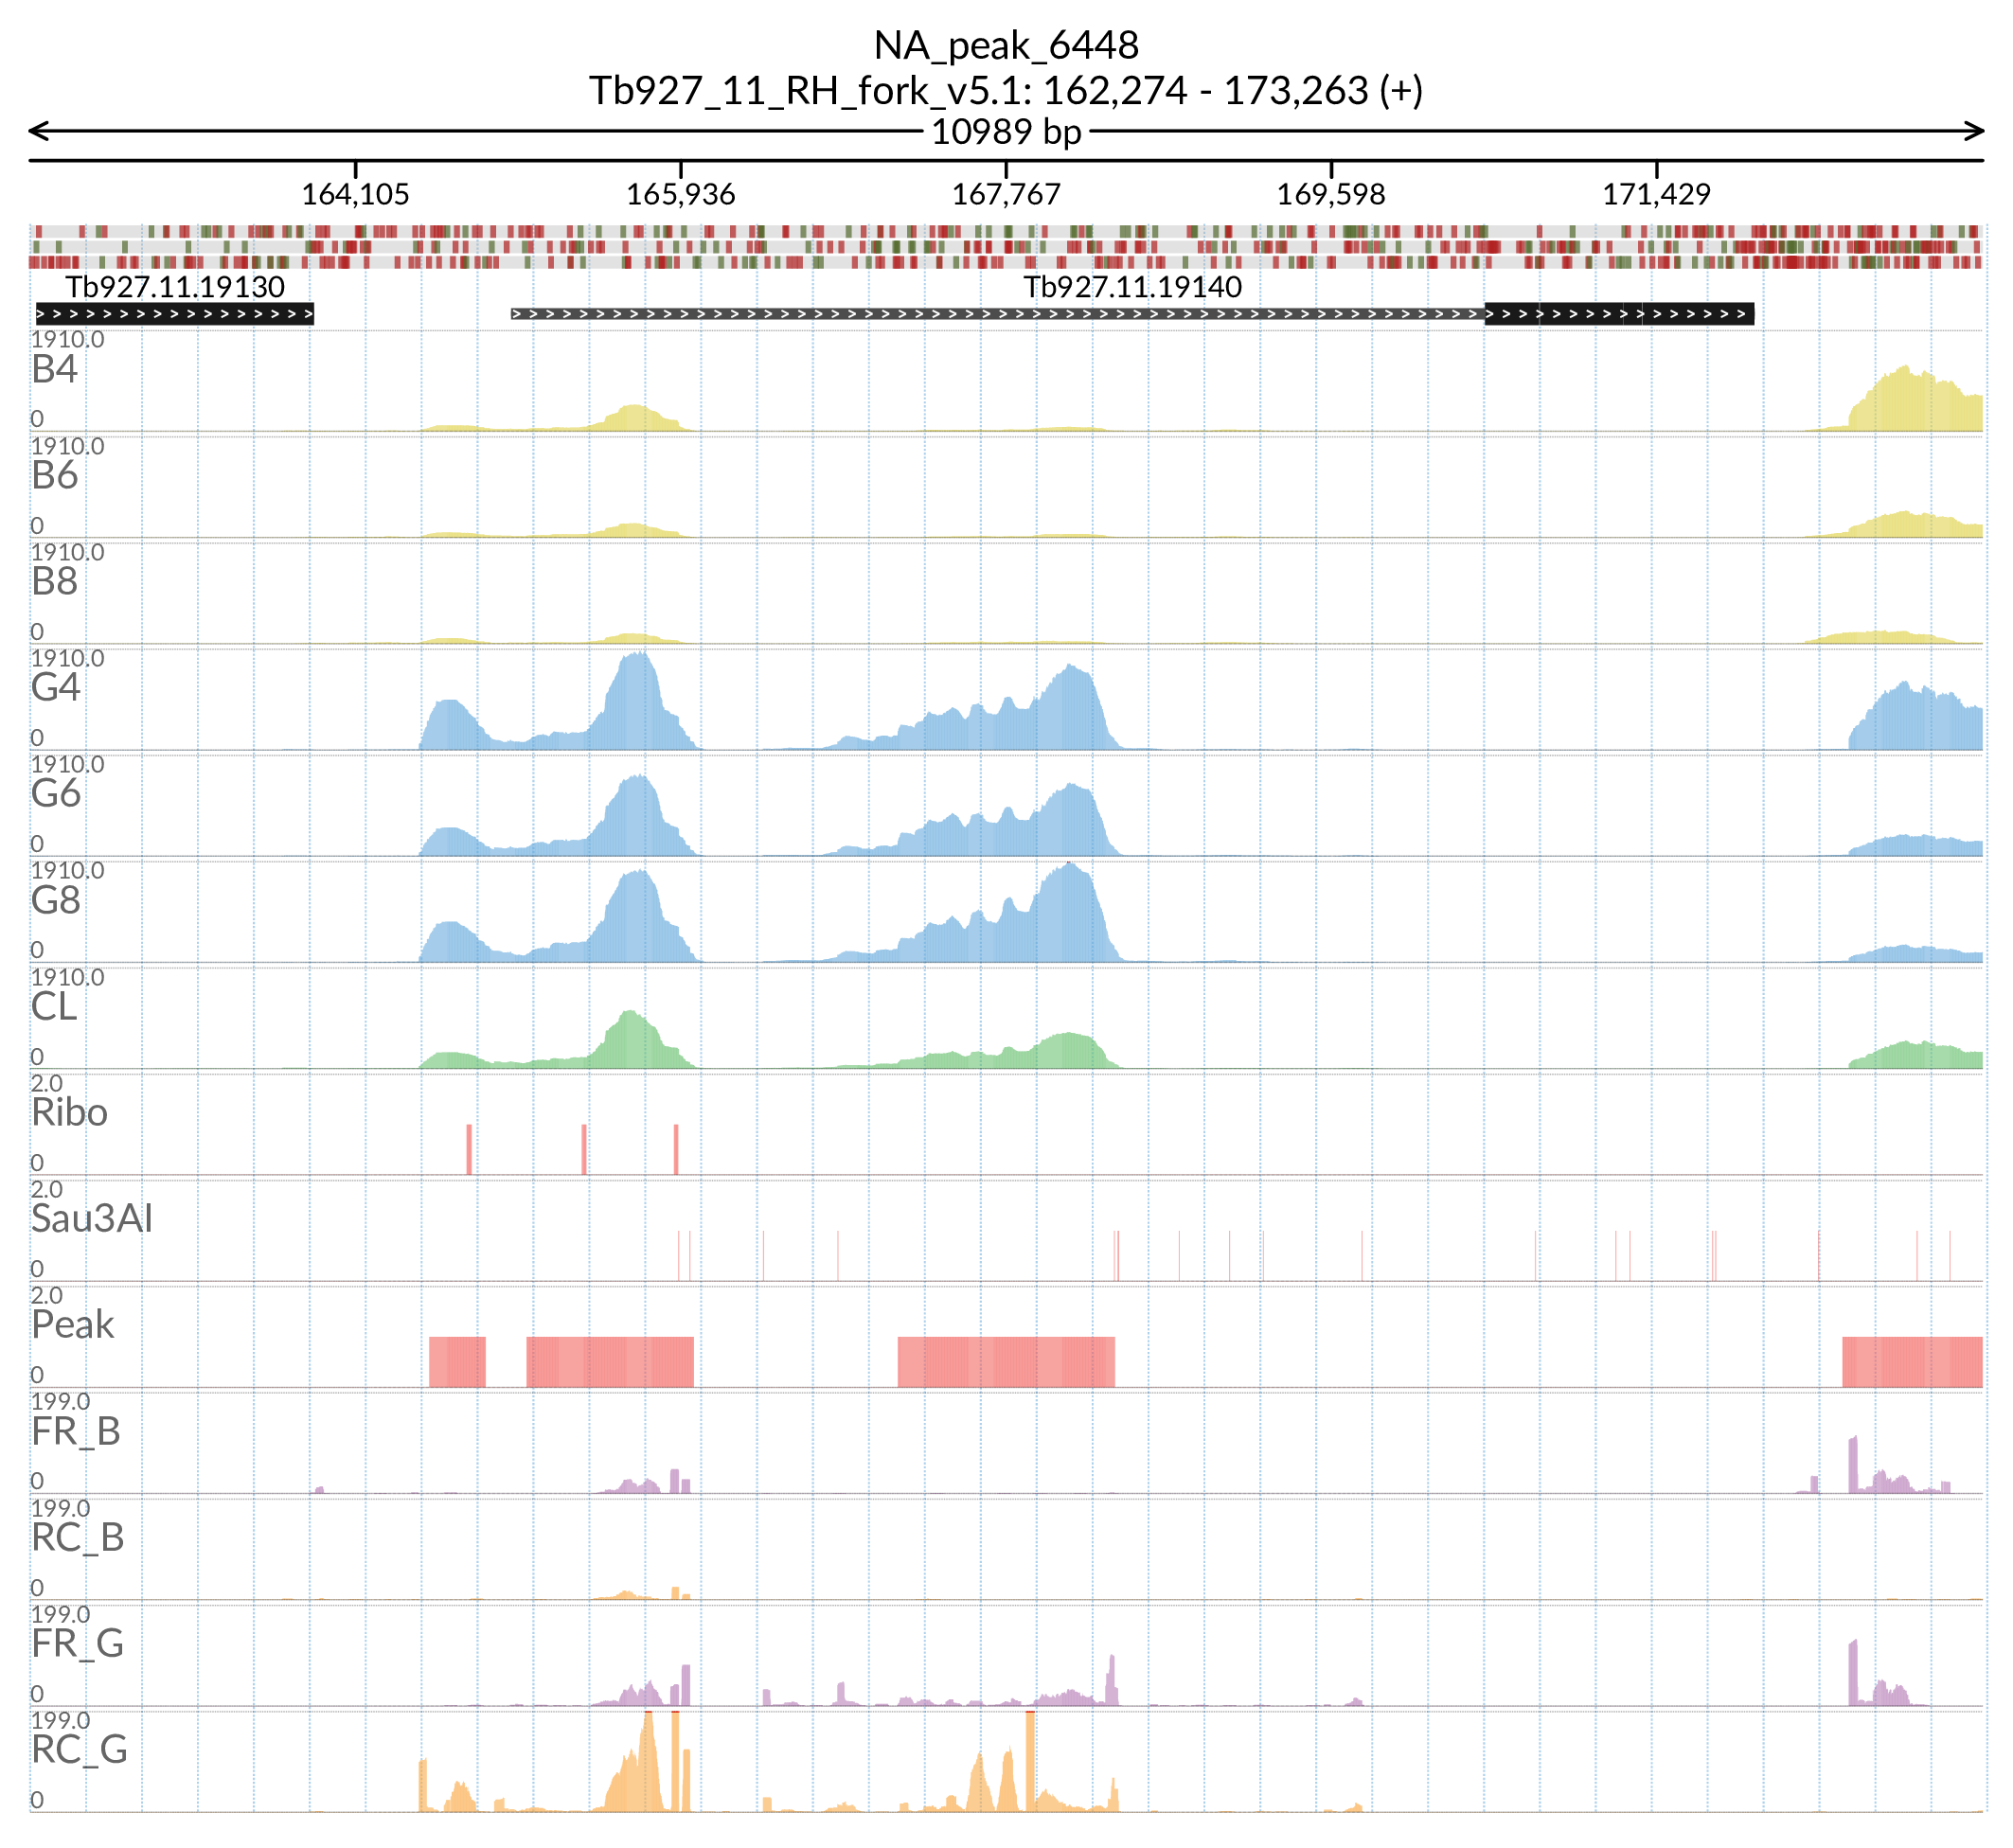 NA_peak_6448
Tb927_11_RH_fork_v5.1: 162,274 - 173,263 (+)
10989 bp
164,105 165,936 167,767 169,598 171,429
Tb927.11.19130 Tb927.11.19140
1910.0
B4
0
1910.0
B6
0
1910.0
B8
0
1910.0
G4
0
1910.0
G6
0
1910.0
G8
0
1910.0
CL
0
2.0
Ribo
0
2.0
Sau3AI
0
2.0
Peak
0
199.0
FR_B
0
199.0
RC_B
0
199.0
FR_G
0
199.0
RC_G
0